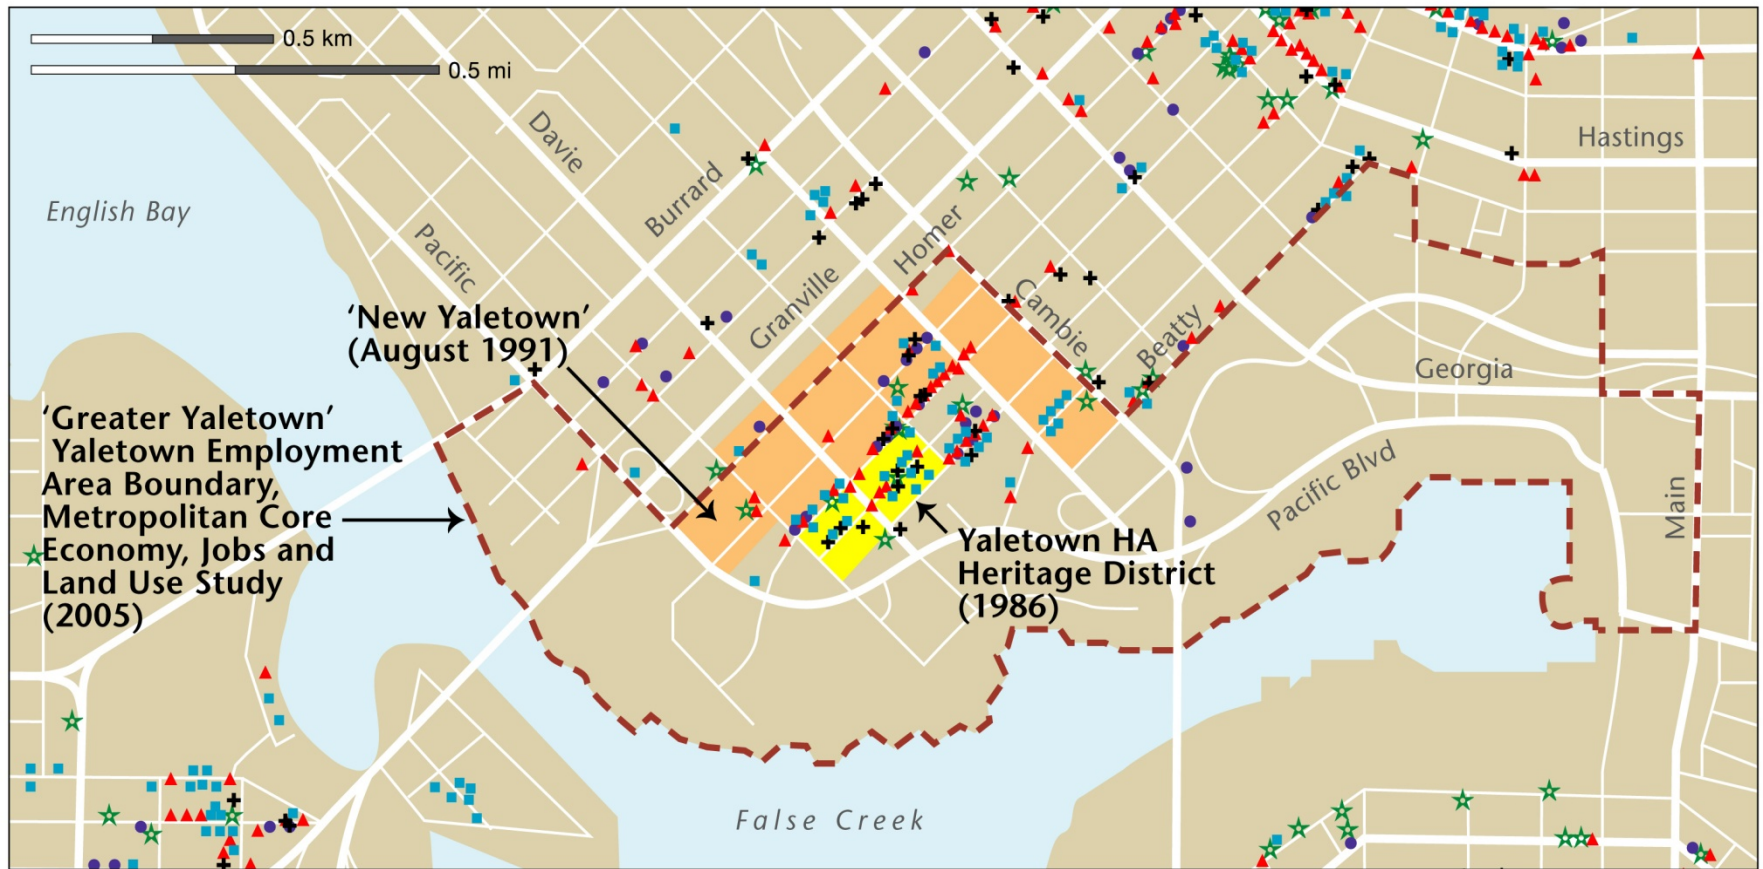 0.5 km
0.5 mi
Hastings
Davie
Burrard
English Bay
Pacific
Homer
Granville
Cambie
Beatty
'New Yaletown'
(August 1991)
Georgia
'Greater Yaletown'
Yaletown Employment
Area Boundary,
Metropolitan Core
Economy, Jobs and
Land Use Study
(2005)
Pacific Blvd
Main
Yaletown HA
Heritage District
(1986)
False Creek